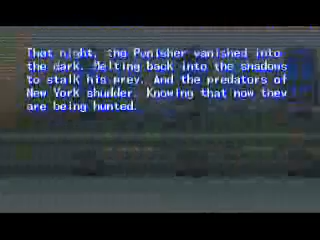 That night, the Punisher vanished into
the dark. Melting back into the shadows
to stalk his prey. And the predators of
New York shudder. Knowing that now they
are being hunted.